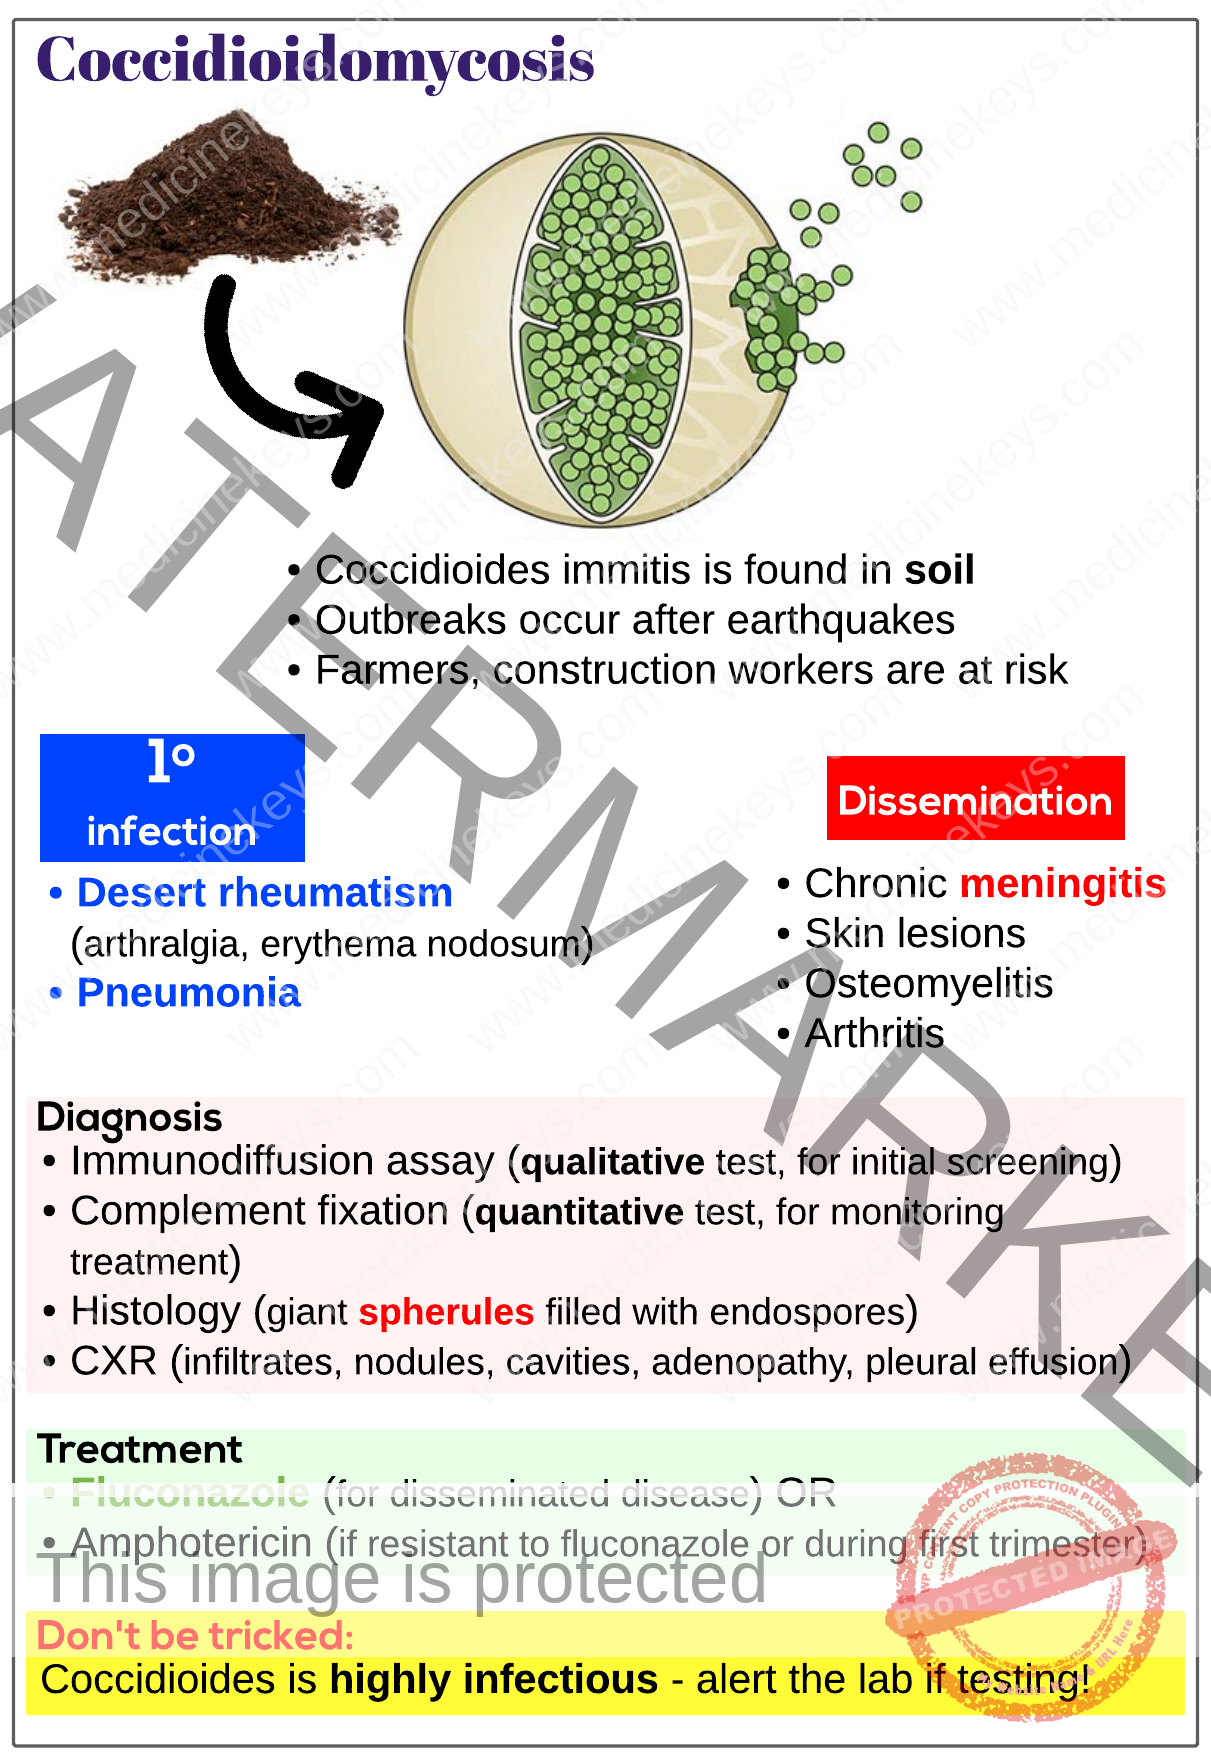 Coccidioidomycosis
• Coccidioides immitis is found in soil
• Outbreaks occur after earthquakes
• Farmers, construction workers are at risk
1º
infection
• Desert rheumatism
(arthralgia, erythema nodosum)
• Pneumonia
Dissemination
• Chronic meningitis
• Skin lesions
• Osteomyelitis
• Arthritis
Diagnosis
• Immunodiffusion assay (qualitative test, for initial screening)
• Complement fixation (quantitative test, for monitoring
treatment)
• Histology (giant spherules filled with endospores)
• CXR (infiltrates, nodules, cavities, adenopathy, pleural effusion)
Treatment
• Fluconazole (for disseminated disease) OR
• Amphotericin (if resistant to fluconazole or during first trimester)
This image is protected
Don't be tricked:
Coccidioides is highly infectious - alert the lab if testing!
ATERMARKE
www.medicinekeys.com
WP CONTENT COPY PROTECTION PLUGIN
PROTECTED IMAGE
URL Here